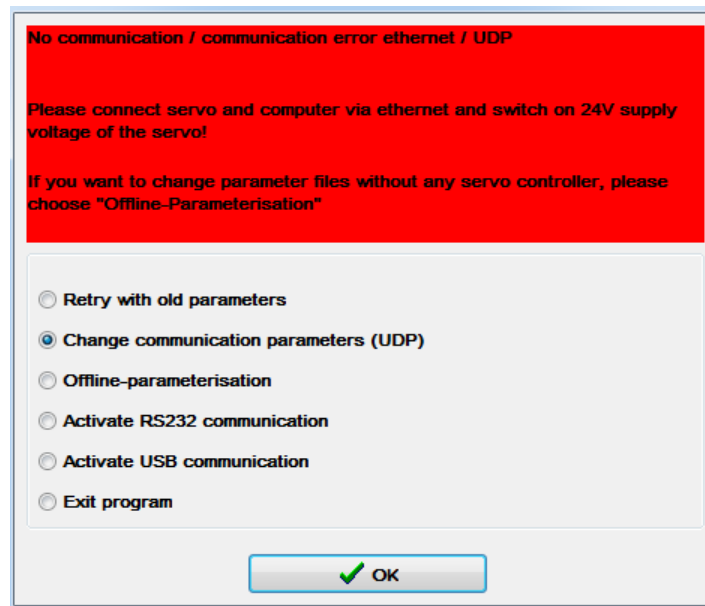 No communication / communication error ethernet / UDP
Please connect servo and computer via ethernet and switch on 24V supply
voltage of the servo!
If you want to change parameter files without any servo controller, please
choose "Offline-Parameterisation"
Retry with old parameters
Change communication parameters (UDP)
Offline-parameterisation
Activate RS232 communication
Activate USB communication
Exit program
OK